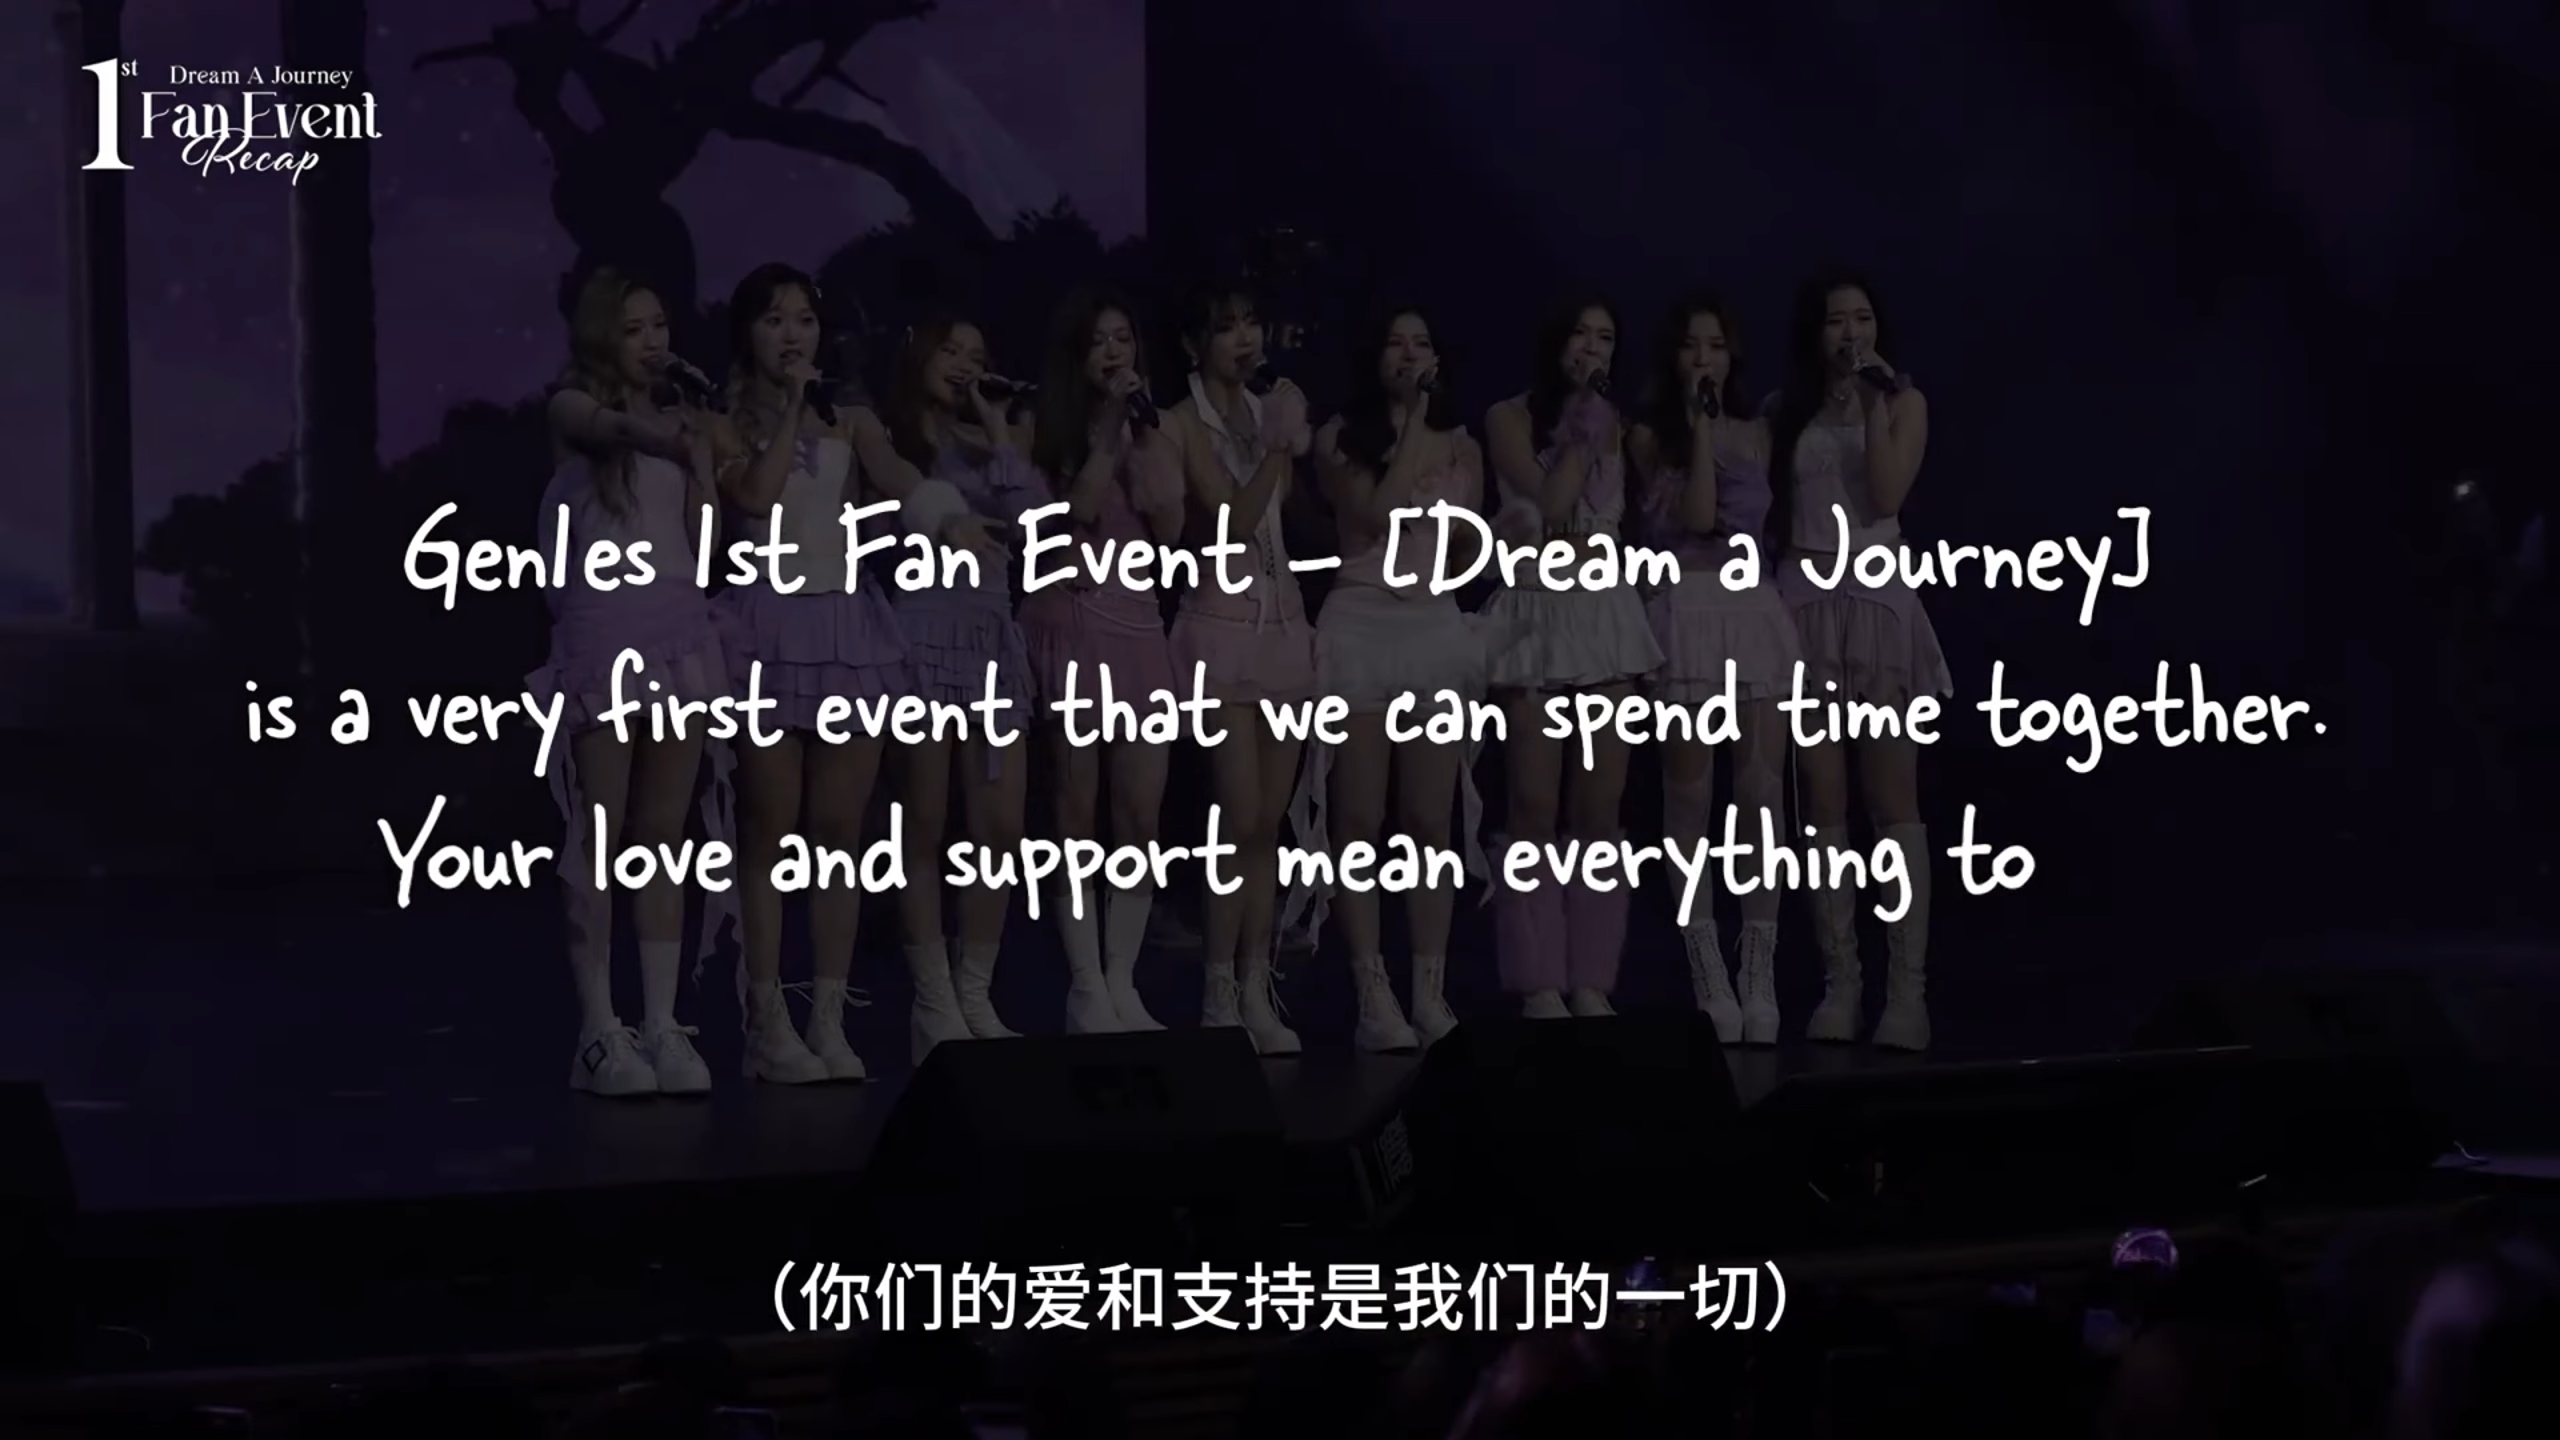 1st
Dream A Journey
Fan Event
Recap
Gen1es 1st Fan Event - [Dream a Journey]
is a very first event that we can spend time together.
Your love and support mean everything to
（你们的爱和支持是我们的一切）